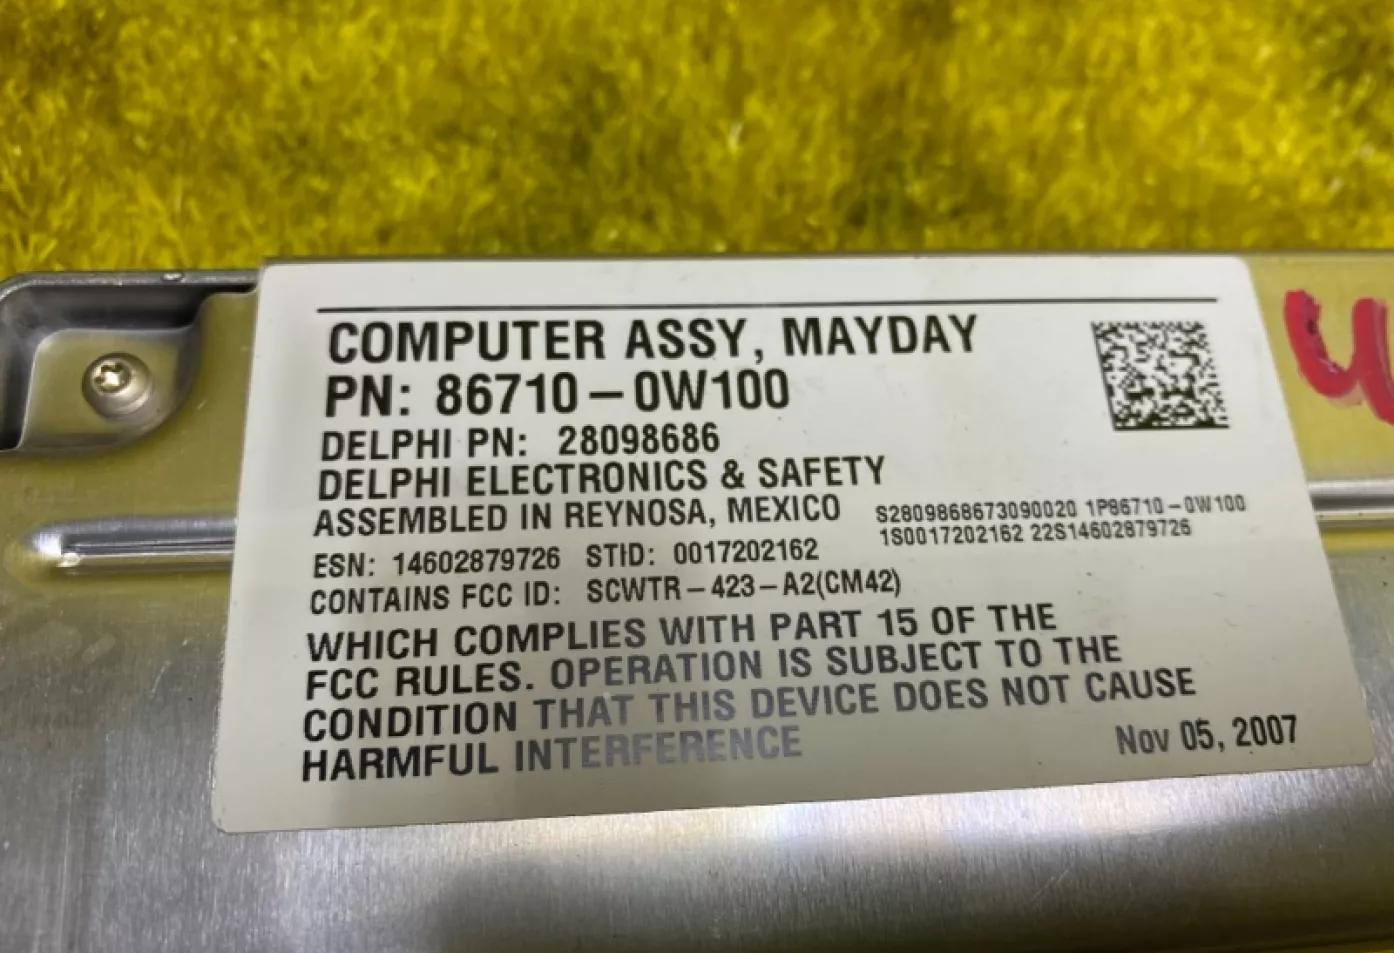 COMPUTER ASSY, MAYDAY
PN: 86710-0W100
DELPHI PN: 28098686
DELPHI ELECTRONICS & SAFETY
ASSEMBLED IN REYNOSA, MEXICO
S2809868673090020 1P86710-0W100
1S0017202162 22S14602879726
ESN: 14602879726 STID: 0017202162
CONTAINS FCC ID: SCWTR-423-A2(CM42)
WHICH COMPLIES WITH PART 15 OF THE
FCC RULES. OPERATION IS SUBJECT TO THE
CONDITION THAT THIS DEVICE DOES NOT CAUSE
HARMFUL INTERFERENCE
Nov 05, 2007